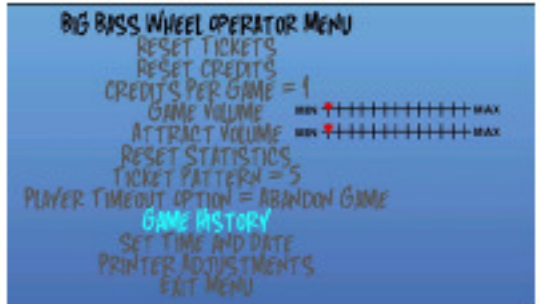 BIG BASS WHEEL OPERATOR MENU
RESET TICKETS
RESET CREDITS
CREDITS PER GAME = 1
GAME VOLUME MIN MAX
ATTRACT VOLUME MIN MAX
RESET STATISTICS
TICKET PATTERN = 5
PLAYER TIMEOUT OPTION = ABANDON GAME
GAME HISTORY
SET TIME AND DATE
PRINTER ADJUSTMENTS
EXIT MENU